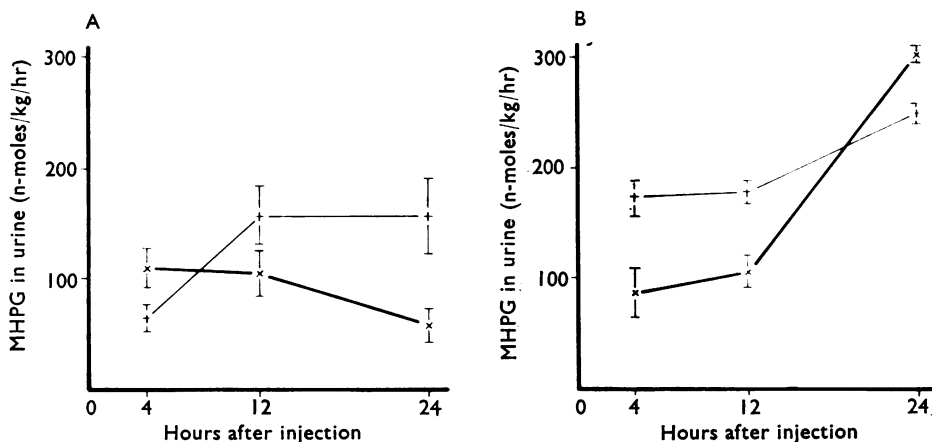 A
MHPG in urine (n-moles/kg/hr)
300
200
100
0
4
12
24
Hours after injection
B
MHPG in urine (n-moles/kg/hr)
300
200
100
0
4
12
24
Hours after injection